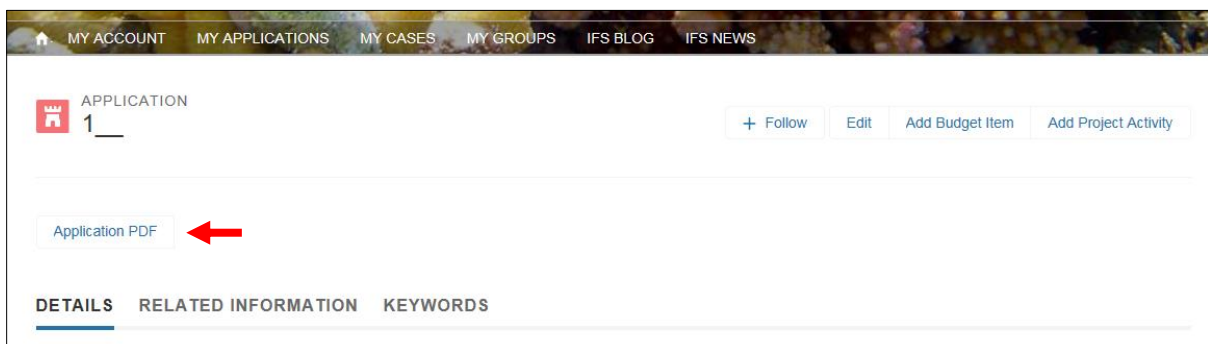 MY ACCOUNT MY APPLICATIONS MY CASES MY GROUPS IFS BLOG IFS NEWS
APPLICATION
1__
+ Follow Edit Add Budget Item Add Project Activity
Application PDF
DETAILS RELATED INFORMATION KEYWORDS